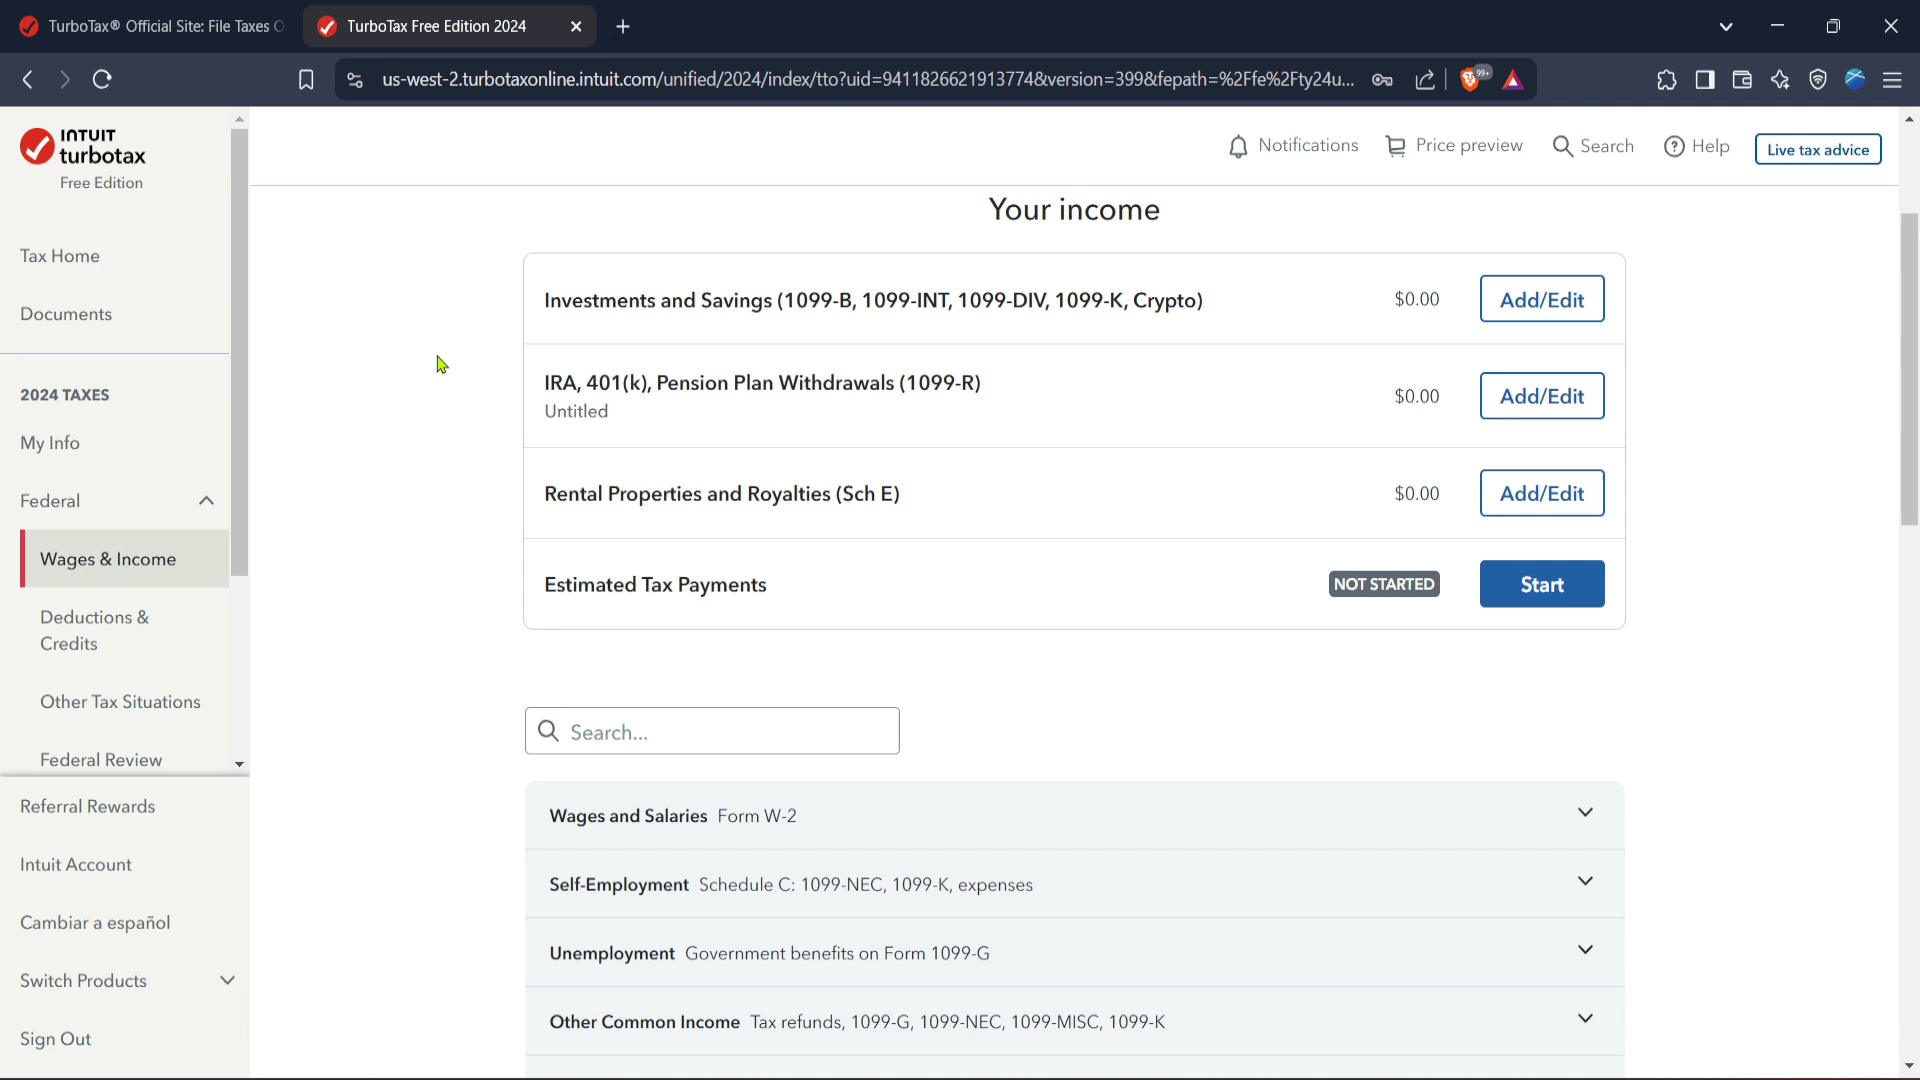 TurboTax® Official Site: File Taxes O
TurboTax Free Edition 2024
us-west-2.turbotaxonline.intuit.com/unified/2024/index/tto?uid=9411826621913774&version=399&fepath=%2Ffe%2Fty24u...
99+
INTUIT
turbotax
Free Edition
Notifications
Price preview
Search
Help
Live tax advice
Tax Home
Documents
2024 TAXES
My Info
Federal
Wages & Income
Deductions &
Credits
Other Tax Situations
Federal Review
Referral Rewards
Intuit Account
Cambiar a español
Switch Products
Sign Out
Your income
Investments and Savings (1099-B, 1099-INT, 1099-DIV, 1099-K, Crypto) $0.00 Add/Edit
IRA, 401(k), Pension Plan Withdrawals (1099-R) $0.00 Add/Edit
Untitled
Rental Properties and Royalties (Sch E) $0.00 Add/Edit
Estimated Tax Payments NOT STARTED Start
Search...
Wages and Salaries Form W-2
Self-Employment Schedule C: 1099-NEC, 1099-K, expenses
Unemployment Government benefits on Form 1099-G
Other Common Income Tax refunds, 1099-G, 1099-NEC, 1099-MISC, 1099-K